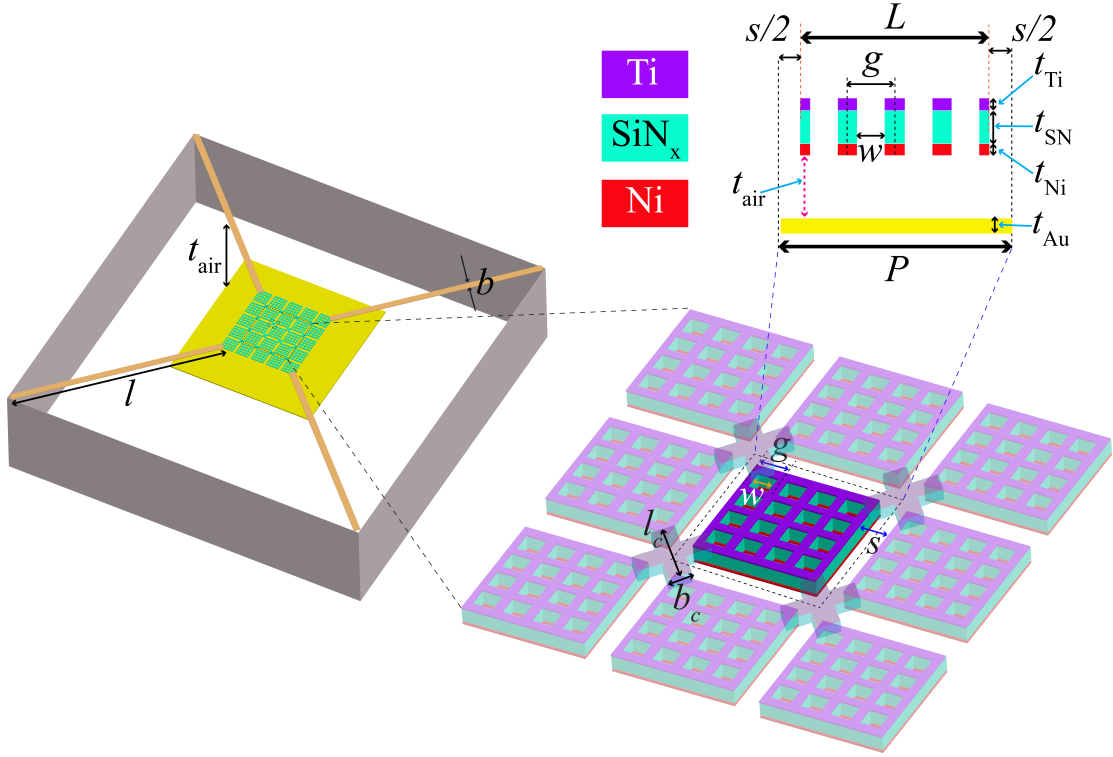 s/2
L
s/2
g
t_Ti
Ti
SiN_x
t_SN
w
t_Ni
t_air
Ni
t_Au
P
t_air
b
l
g
w
l_c
s
b_c